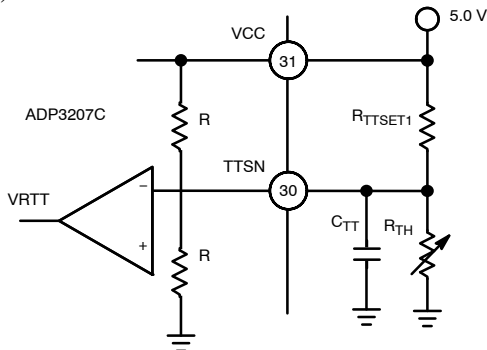 )
5.0 V
VCC
31
ADP3207C
R
RTTSET1
TTSN
VRTT
–
30
CTT
RTH
+
R